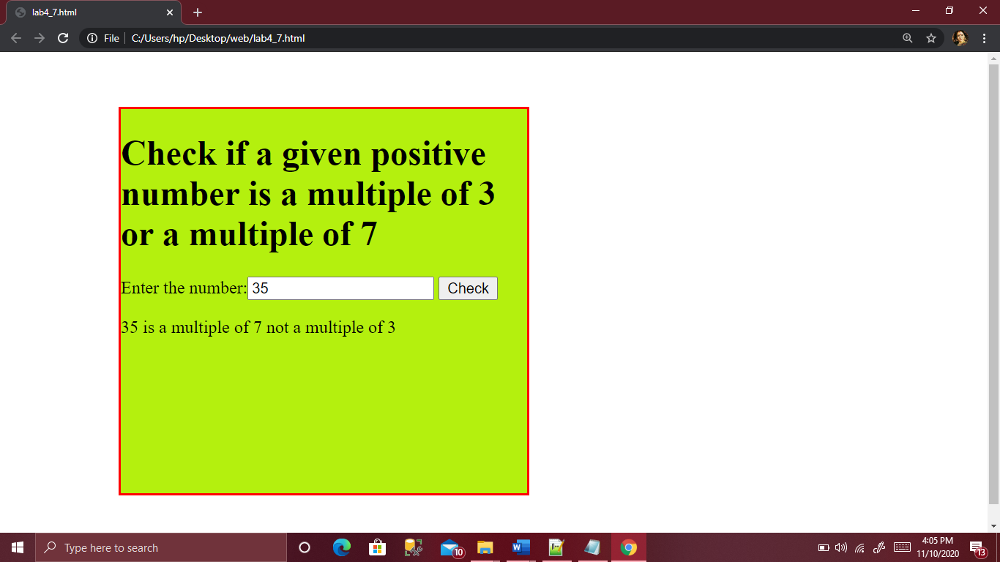 lab4_7.html
File
C:/Users/hp/Desktop/web/lab4_7.html
Check if a given positive
number is a multiple of 3
or a multiple of 7
Enter the number:35 Check
35 is a multiple of 7 not a multiple of 3
Type here to search
10
4:05 PM
11/10/2020
13